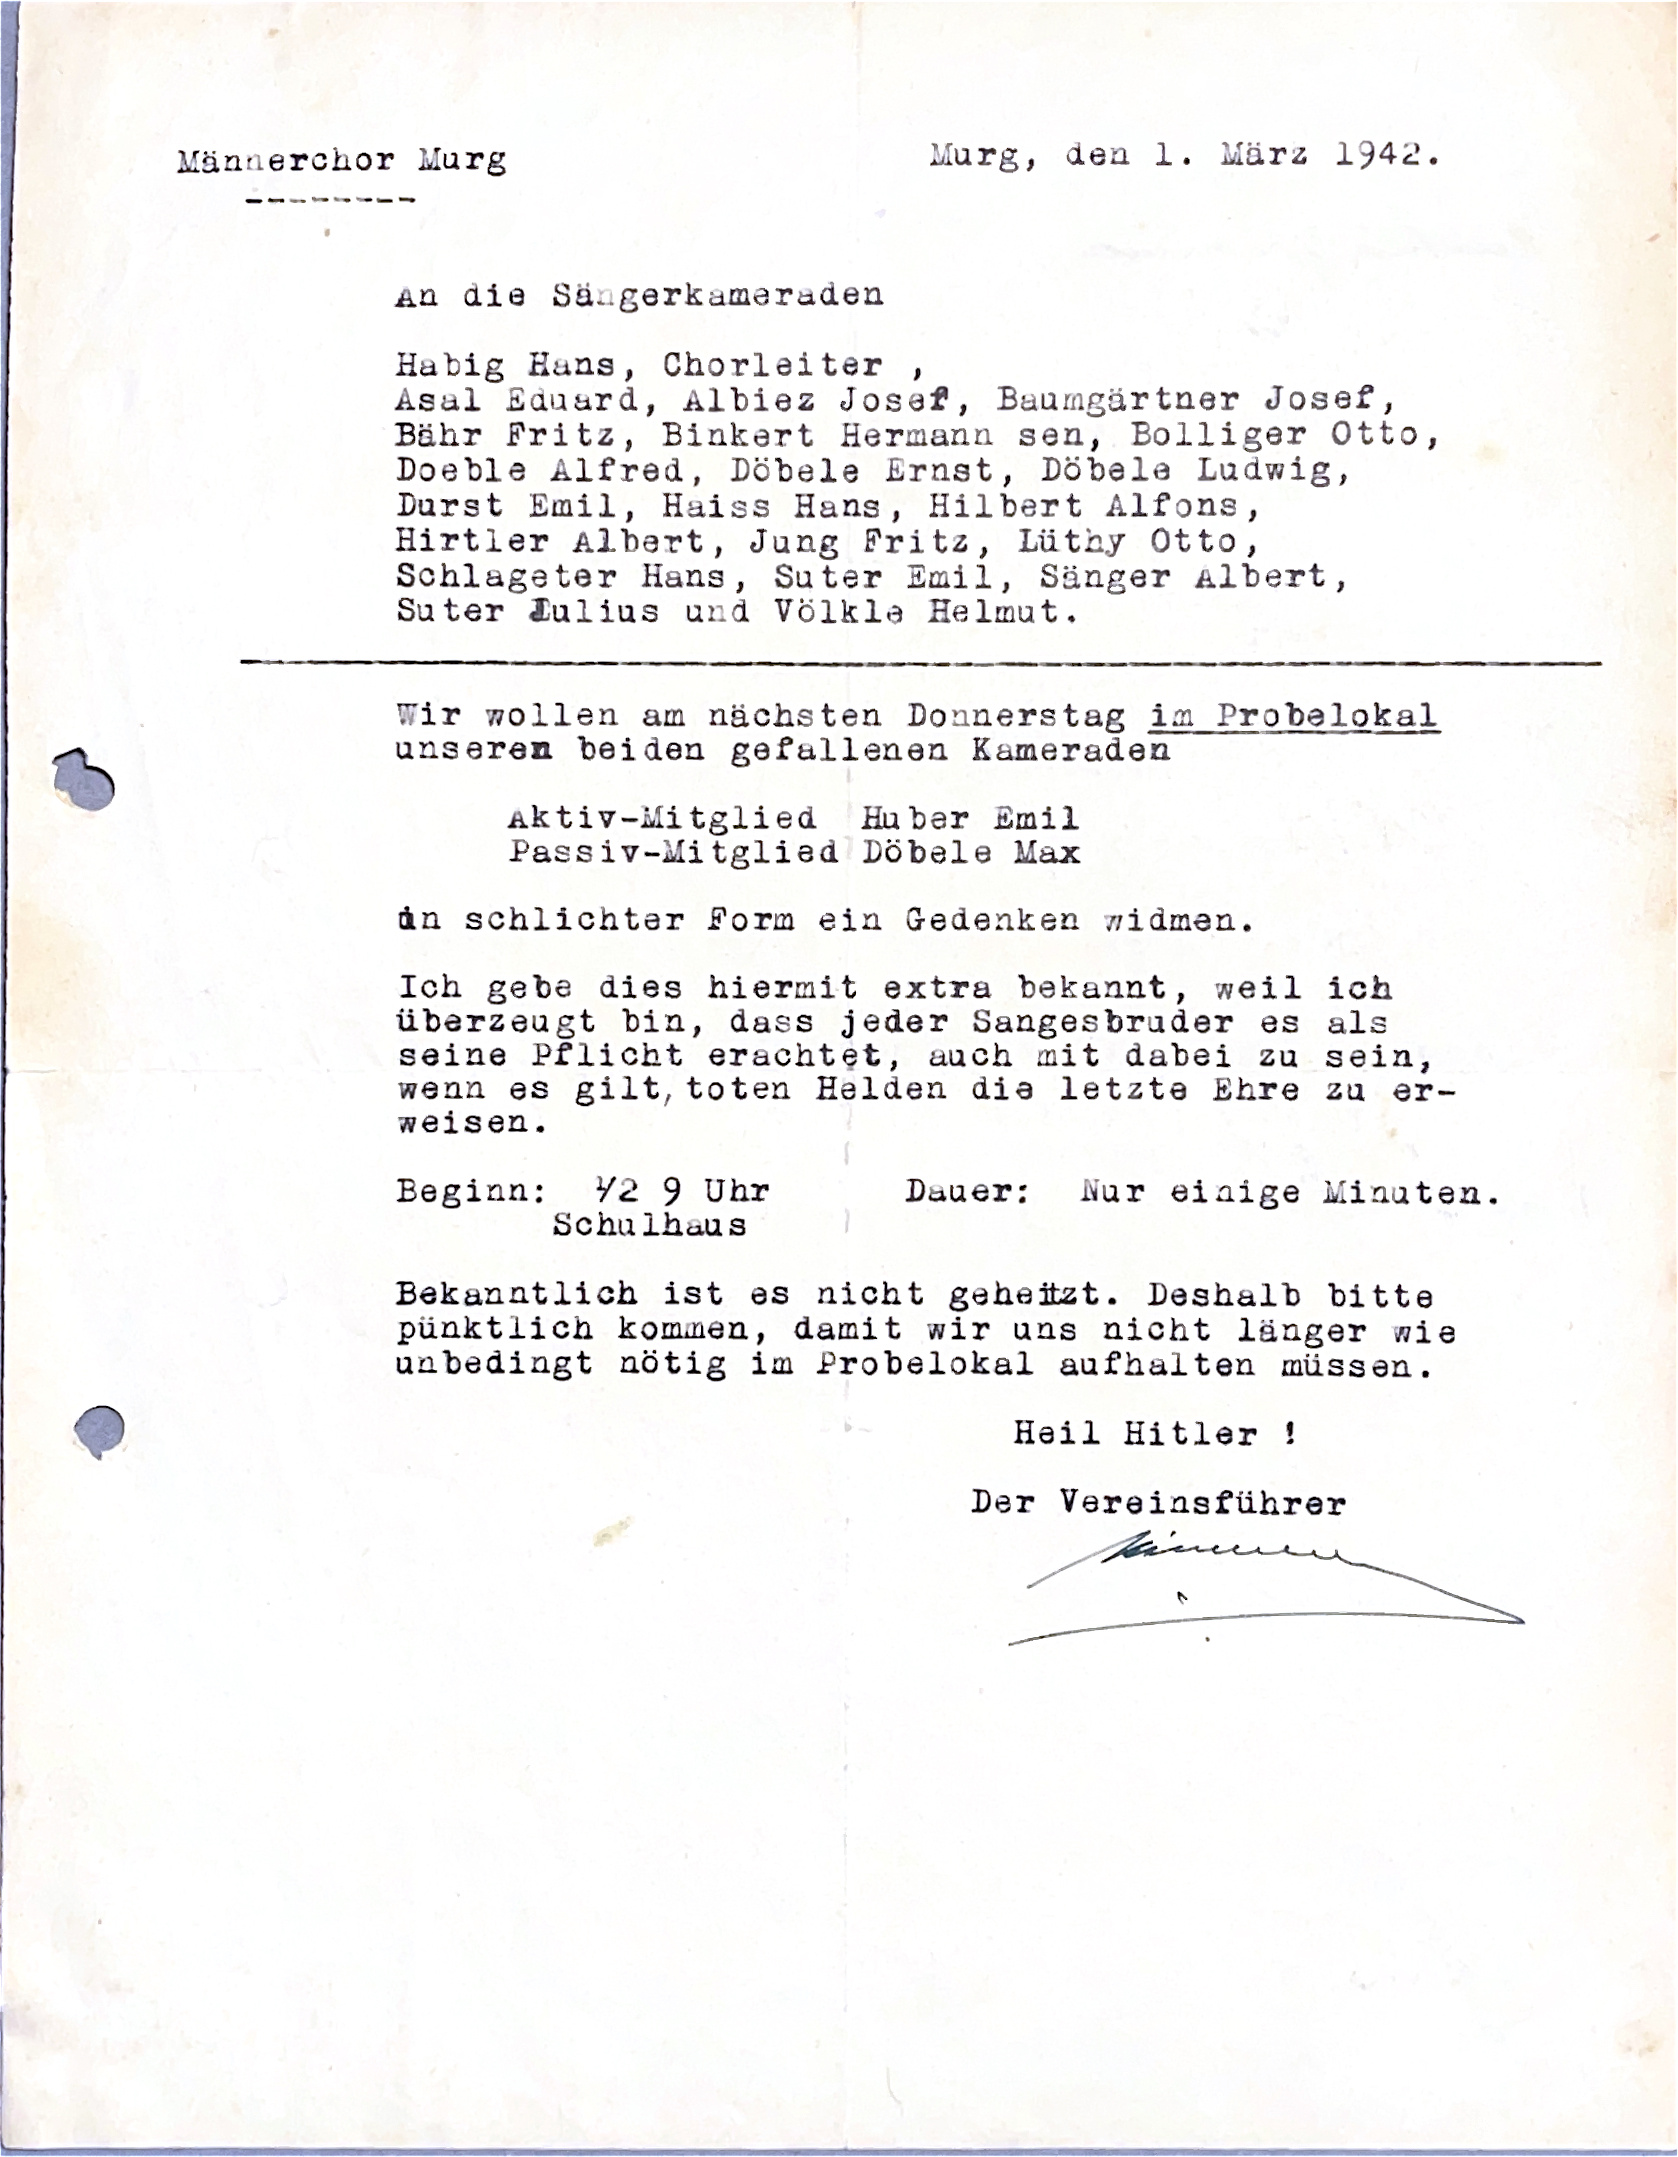 Männerchor Murg
Murg, den 1. März 1942.
--------
An die Sängerkameraden
Habig Hans, Chorleiter ,
Asal Eduard, Albiez Josef, Baumgärtner Josef,
Bähr Fritz, Binkert Hermann sen, Bolliger Otto,
Doeble Alfred, Döbele Ernst, Döbele Ludwig,
Durst Emil, Haiss Hans, Hilbert Alfons,
Hirtler Albert, Jung Fritz, Lüthy Otto,
Schlageter Hans, Suter Emil, Sänger Albert,
Suter Julius und Völkle Helmut.
Wir wollen am nächsten Donnerstag im Probelokal
unseren beiden gefallenen Kameraden
Aktiv-Mitglied Huber Emil
Passiv-Mitglied Döbele Max
in schlichter Form ein Gedenken widmen.
Ich gebe dies hiermit extra bekannt, weil ich
überzeugt bin, dass jeder Sangesbruder es als
seine Pflicht erachtet, auch mit dabei zu sein,
wenn es gilt, toten Helden die letzte Ehre zu er-
weisen.
Beginn: 1/2 9 Uhr Dauer: Nur einige Minuten.
Schulhaus
Bekanntlich ist es nicht geheitzt. Deshalb bitte
pünktlich kommen, damit wir uns nicht länger wie
unbedingt nötig im Probelokal aufhalten müssen.
Heil Hitler !
Der Vereinsführer